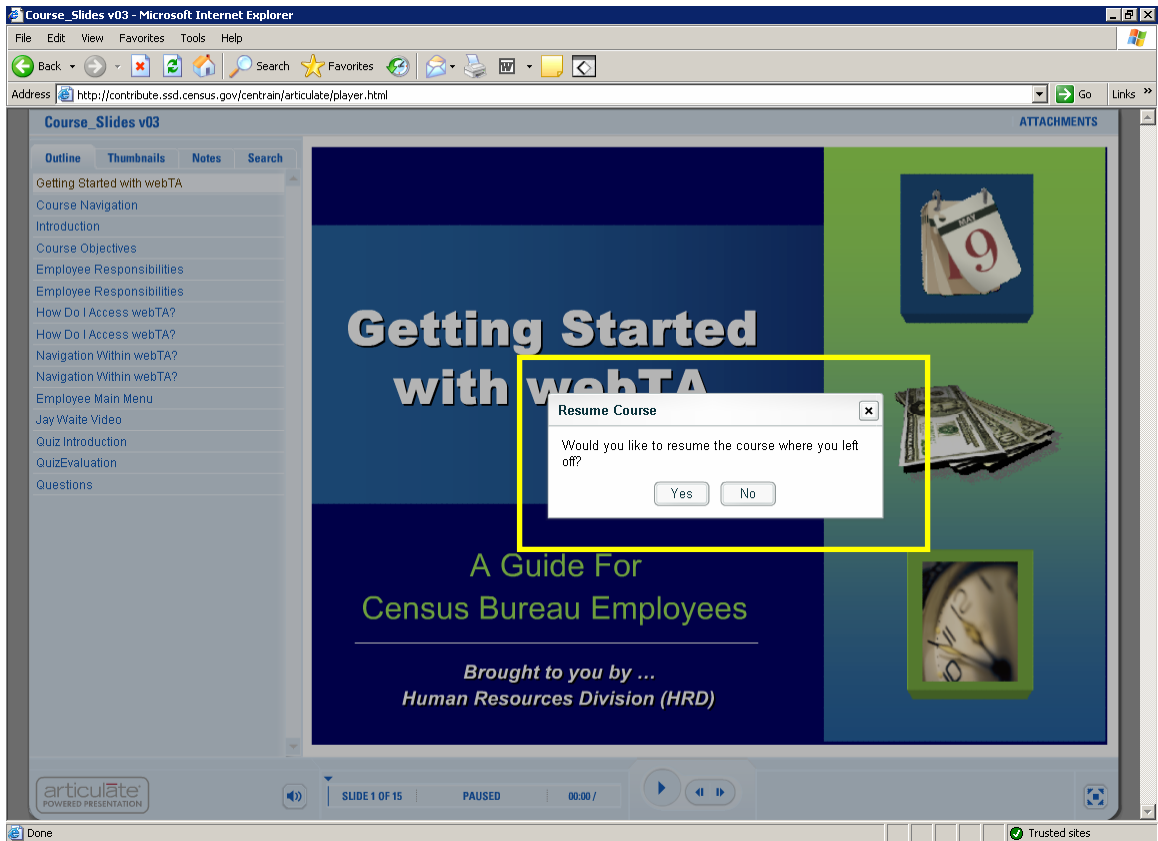 Course_Slides v03 - Microsoft Internet Explorer
File Edit View Favorites Tools Help
Back Search Favorites
Address http://contribute.ssd.census.gov/centrain/articulate/player.html Go Links »
Course_Slides v03 ATTACHMENTS
Outline Thumbnails Notes Search
Getting Started with webTA
Course Navigation
Introduction
Course Objectives
Employee Responsibilities
Employee Responsibilities
How Do I Access webTA?
How Do I Access webTA?
Navigation Within webTA?
Navigation Within webTA?
Employee Main Menu
Jay Waite Video
Quiz Introduction
QuizEvaluation
Questions
Getting Started
with webTA
MAY
19
Resume Course
Would you like to resume the course where you left
off?
Yes No
A Guide For
Census Bureau Employees
Brought to you by …
Human Resources Division (HRD)
12
11
10
articulate
POWERED PRESENTATION
SLIDE 1 OF 15 PAUSED 00:00 /
Done Trusted sites